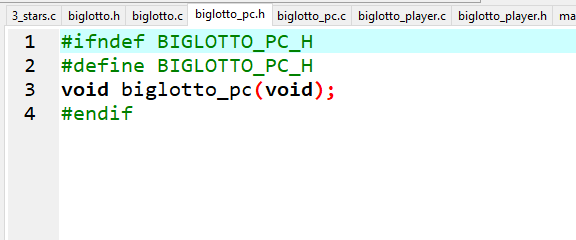 3_stars.c biglotto.h biglotto.c biglotto_pc.h biglotto_pc.c biglotto_player.c biglotto_player.h ma
1 #ifndef BIGLOTTO_PC_H
2 #define BIGLOTTO_PC_H
3 void biglotto_pc(void);
4 #endif